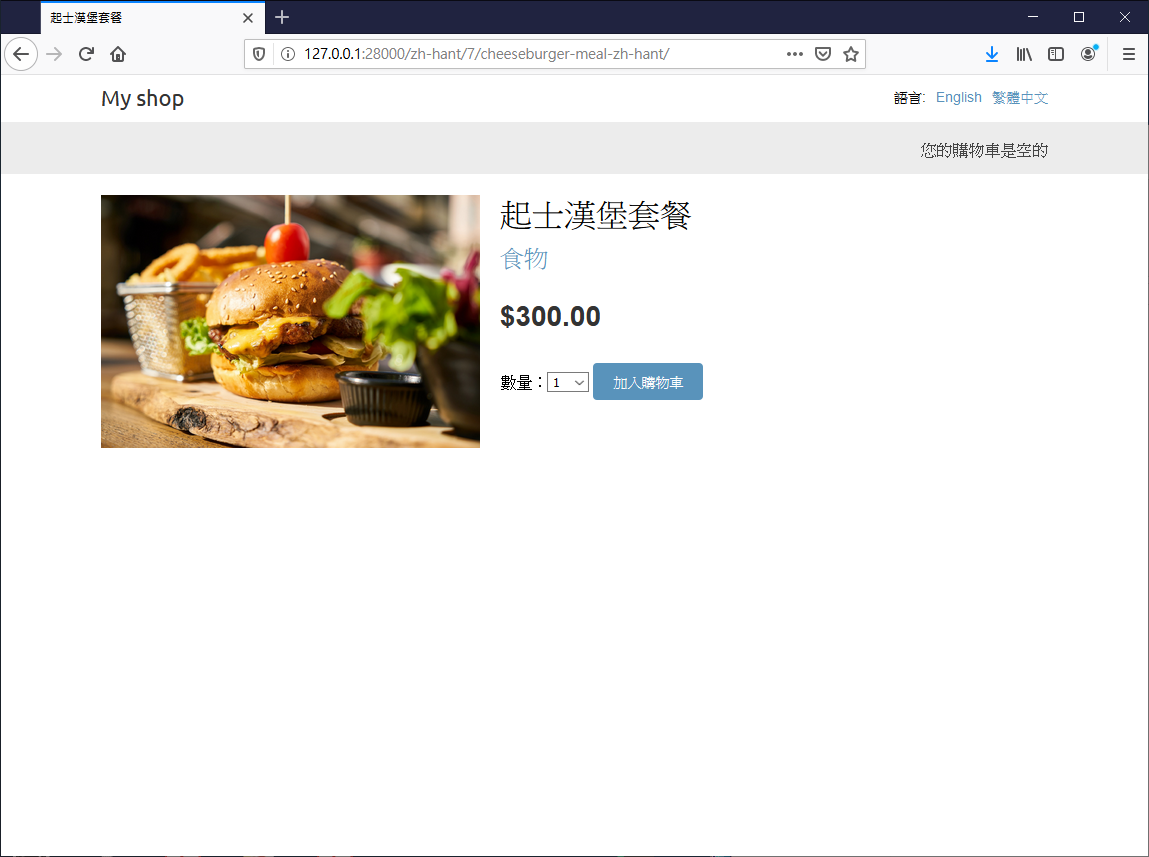 起士漢堡套餐
127.0.0.1:28000/zh-hant/7/cheeseburger-meal-zh-hant/
My shop
語言: English 繁體中文
您的購物車是空的
起士漢堡套餐
食物
$300.00
數量：1 加入購物車